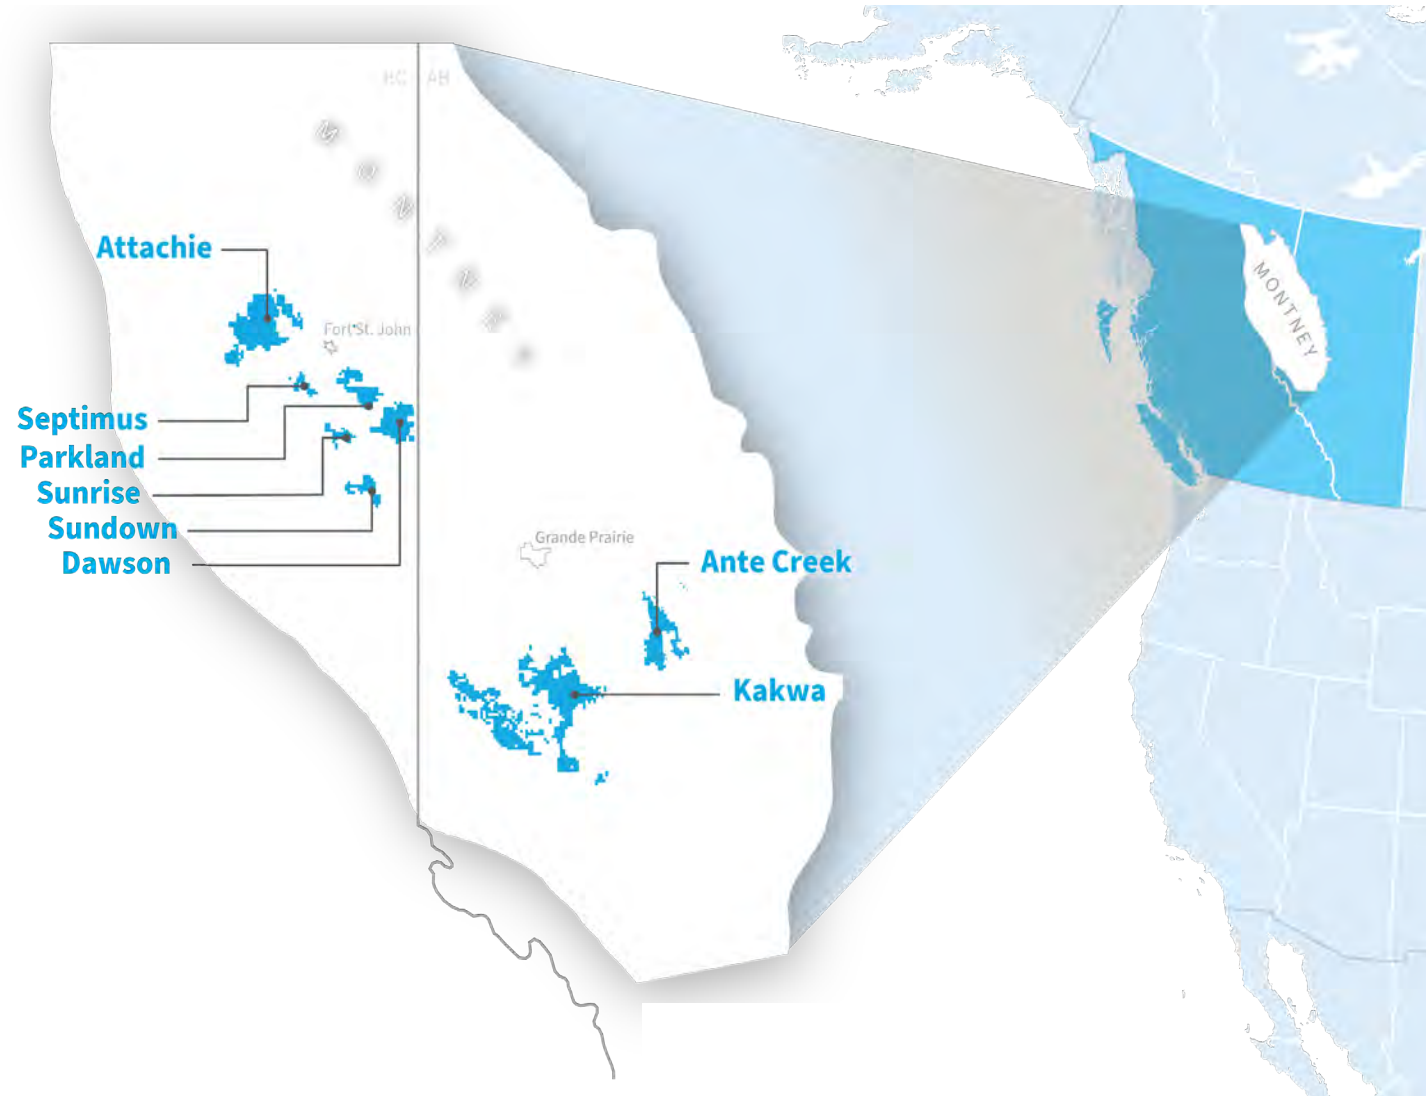 BC AB
MONTNEY
Attachie
Fort St. John
Septimus
Parkland
Sunrise
Sundown
Dawson
Grande Prairie
Ante Creek
Kakwa
MONTNEY